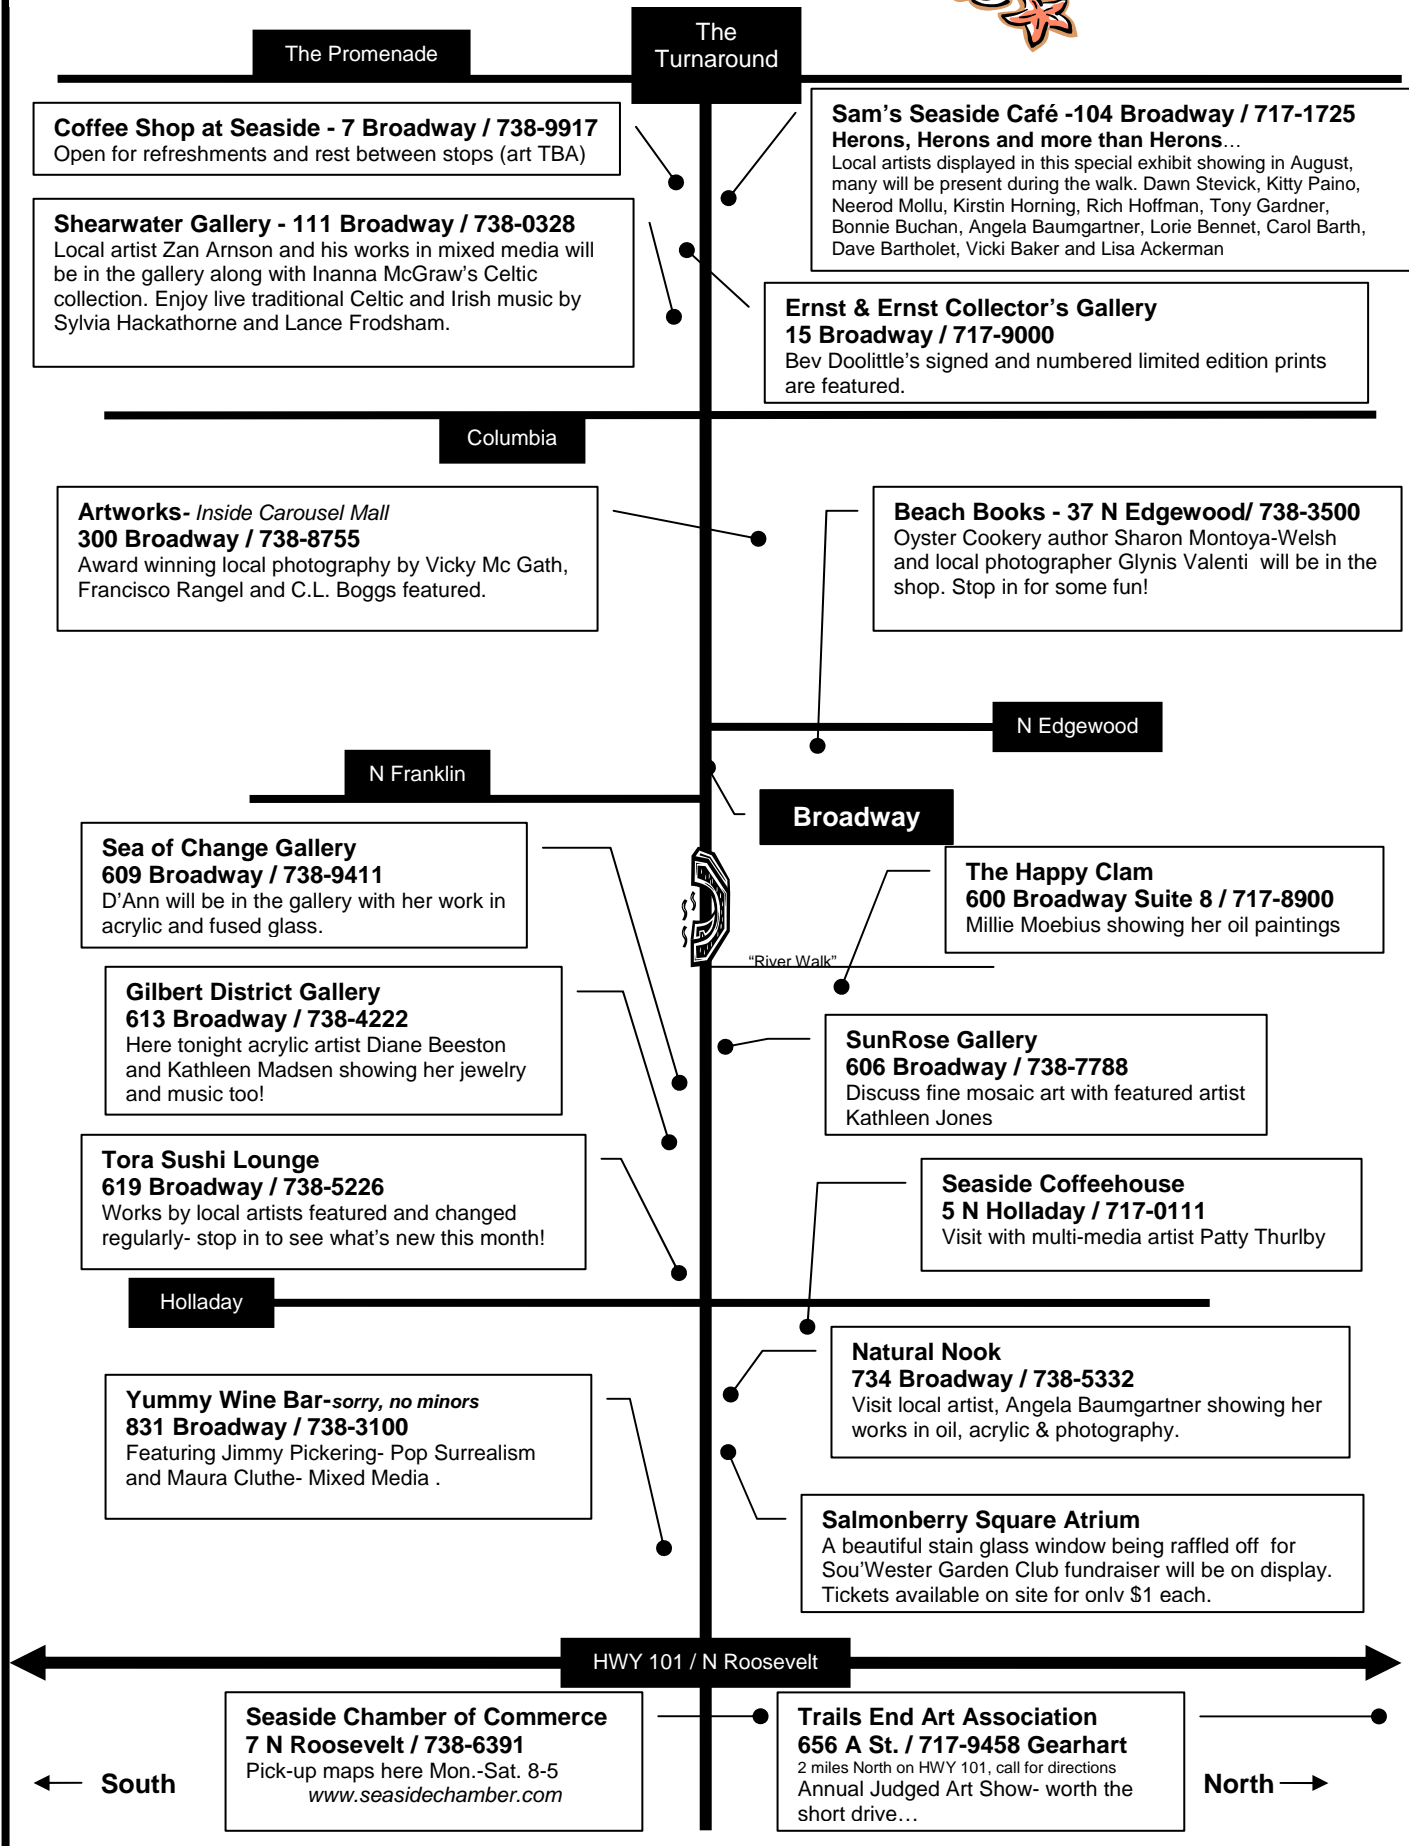 The Promenade
The
Turnaround
Coffee Shop at Seaside - 7 Broadway / 738-9917
Open for refreshments and rest between stops (art TBA)
Sam's Seaside Café -104 Broadway / 717-1725
Herons, Herons and more than Herons…
Local artists displayed in this special exhibit showing in August,
many will be present during the walk. Dawn Stevick, Kitty Paino,
Neerod Mollu, Kirstin Horning, Rich Hoffman, Tony Gardner,
Bonnie Buchan, Angela Baumgartner, Lorie Bennet, Carol Barth,
Dave Bartholet, Vicki Baker and Lisa Ackerman
Shearwater Gallery - 111 Broadway / 738-0328
Local artist Zan Arnson and his works in mixed media will
be in the gallery along with Inanna McGraw's Celtic
collection. Enjoy live traditional Celtic and Irish music by
Sylvia Hackathorne and Lance Frodsham.
Ernst & Ernst Collector's Gallery
15 Broadway / 717-9000
Bev Doolittle's signed and numbered limited edition prints
are featured.
Columbia
Artworks- Inside Carousel Mall
300 Broadway / 738-8755
Award winning local photography by Vicky Mc Gath,
Francisco Rangel and C.L. Boggs featured.
Beach Books - 37 N Edgewood/ 738-3500
Oyster Cookery author Sharon Montoya-Welsh
and local photographer Glynis Valenti will be in the
shop. Stop in for some fun!
N Edgewood
N Franklin
Broadway
Sea of Change Gallery
609 Broadway / 738-9411
D'Ann will be in the gallery with her work in
acrylic and fused glass.
The Happy Clam
600 Broadway Suite 8 / 717-8900
Millie Moebius showing her oil paintings
"River Walk"
Gilbert District Gallery
613 Broadway / 738-4222
Here tonight acrylic artist Diane Beeston
and Kathleen Madsen showing her jewelry
and music too!
SunRose Gallery
606 Broadway / 738-7788
Discuss fine mosaic art with featured artist
Kathleen Jones
Tora Sushi Lounge
619 Broadway / 738-5226
Works by local artists featured and changed
regularly- stop in to see what's new this month!
Seaside Coffeehouse
5 N Holladay / 717-0111
Visit with multi-media artist Patty Thurlby
Holladay
Natural Nook
734 Broadway / 738-5332
Visit local artist, Angela Baumgartner showing her
works in oil, acrylic & photography.
Yummy Wine Bar-sorry, no minors
831 Broadway / 738-3100
Featuring Jimmy Pickering- Pop Surrealism
and Maura Cluthe- Mixed Media .
Salmonberry Square Atrium
A beautiful stain glass window being raffled off for
Sou'Wester Garden Club fundraiser will be on display.
Tickets available on site for only $1 each.
HWY 101 / N Roosevelt
Seaside Chamber of Commerce
7 N Roosevelt / 738-6391
Pick-up maps here Mon.-Sat. 8-5
www.seasidechamber.com
Trails End Art Association
656 A St. / 717-9458 Gearhart
2 miles North on HWY 101, call for directions
Annual Judged Art Show- worth the
short drive…
South
North